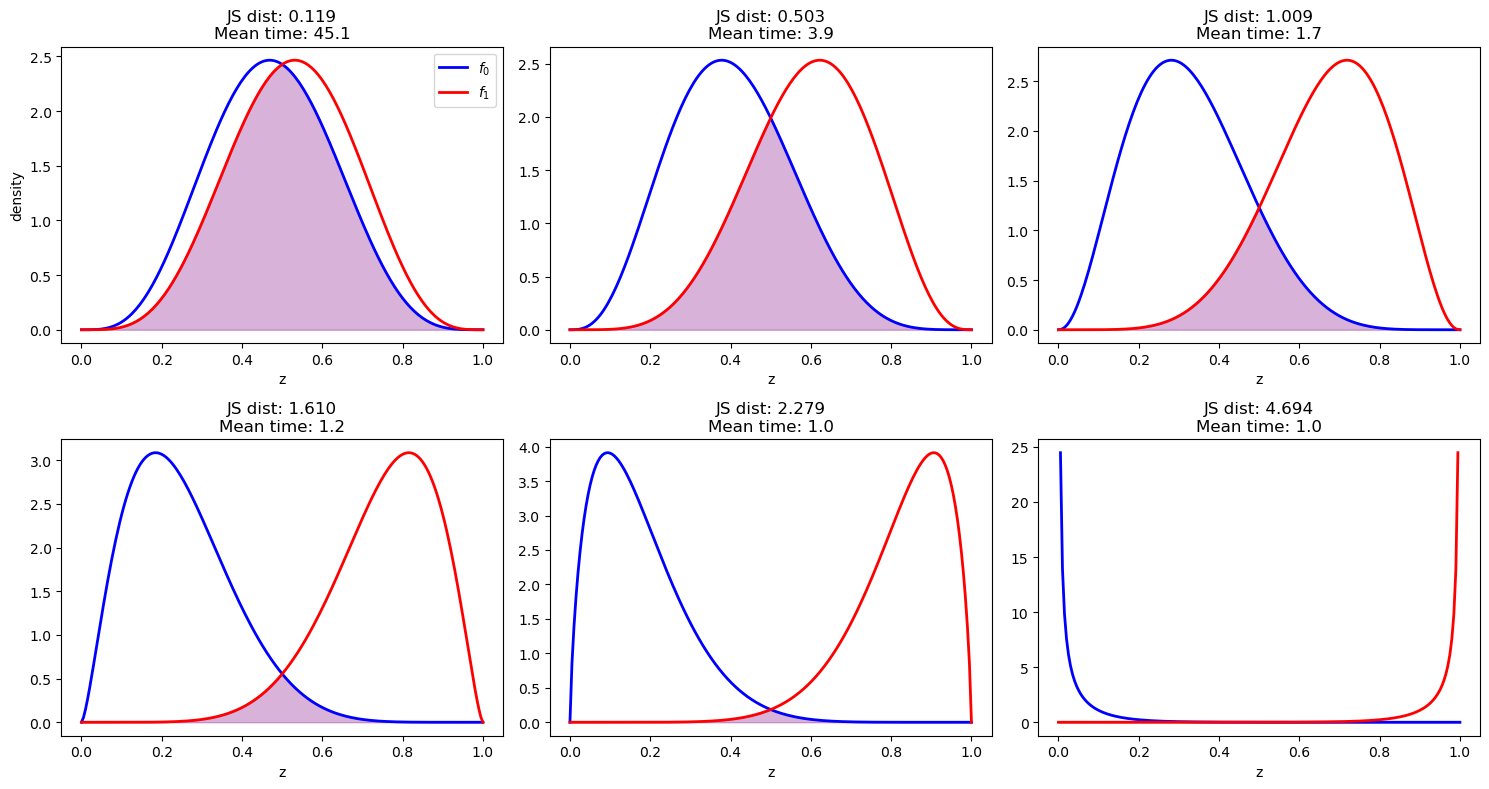 JS dist: 0.119
Mean time: 45.1
2.5
2.0
1.5
1.0
0.5
0.0
density
0.0 0.2 0.4 0.6 0.8 1.0
z
f0
f1
JS dist: 0.503
Mean time: 3.9
2.5
2.0
1.5
1.0
0.5
0.0
0.0 0.2 0.4 0.6 0.8 1.0
z
JS dist: 1.009
Mean time: 1.7
2.5
2.0
1.5
1.0
0.5
0.0
0.0 0.2 0.4 0.6 0.8 1.0
z
JS dist: 1.610
Mean time: 1.2
3.0
2.5
2.0
1.5
1.0
0.5
0.0
0.0 0.2 0.4 0.6 0.8 1.0
z
JS dist: 2.279
Mean time: 1.0
4.0
3.5
3.0
2.5
2.0
1.5
1.0
0.5
0.0
0.0 0.2 0.4 0.6 0.8 1.0
z
JS dist: 4.694
Mean time: 1.0
25
20
15
10
5
0
0.0 0.2 0.4 0.6 0.8 1.0
z